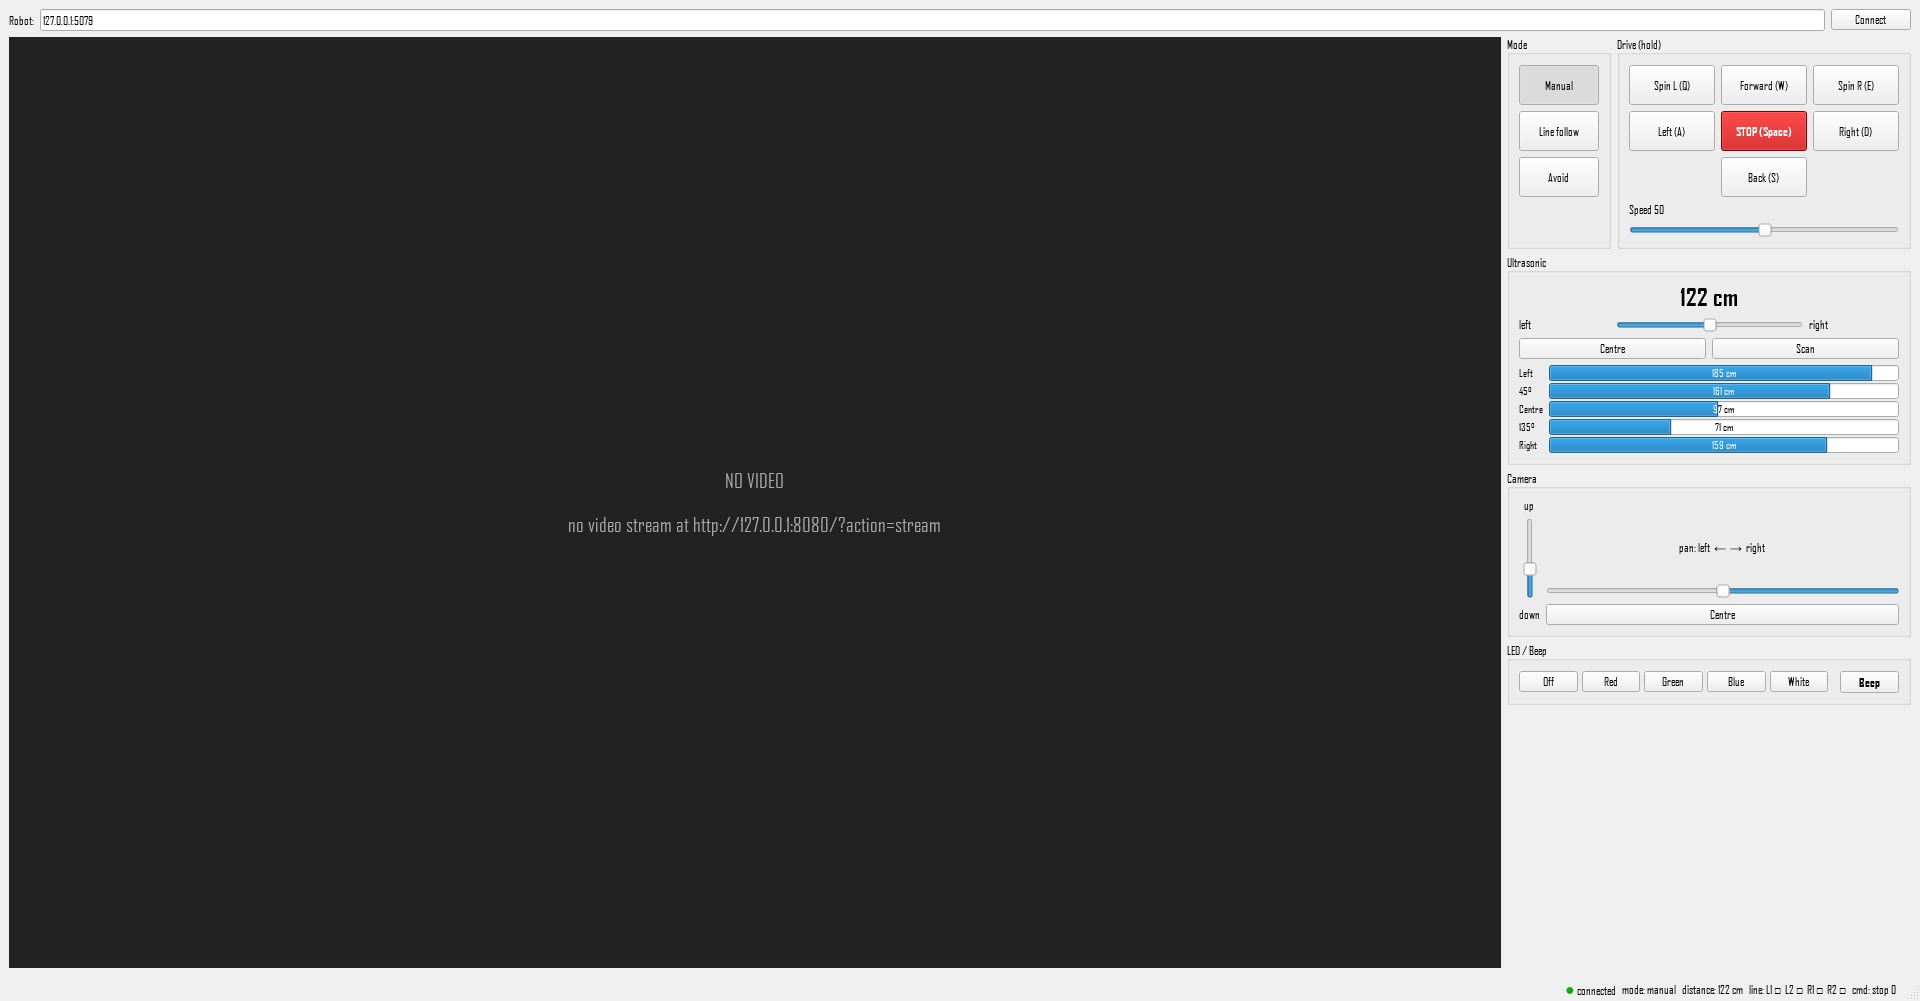 Robot: 127.0.0.1:5079 Connect
Mode Drive (hold)
Manual Spin L (Q) Forward (W) Spin R (E)
Line follow Left (A) STOP (Space) Right (D)
Avoid Back (S)
Speed 50
Ultrasonic
122 cm
left right
Centre Scan
Left 185 cm
45º 161 cm
Centre 97 cm
135º 71 cm
Right 159 cm
NO VIDEO
no video stream at http://127.0.0.1:8080/?action=stream
Camera
up
pan: left ← → right
down Centre
LED / Beep
Off Red Green Blue White Beep
● connected mode: manual distance: 122 cm line: L1 □ L2 □ R1 □ R2 □ cmd: stop 0